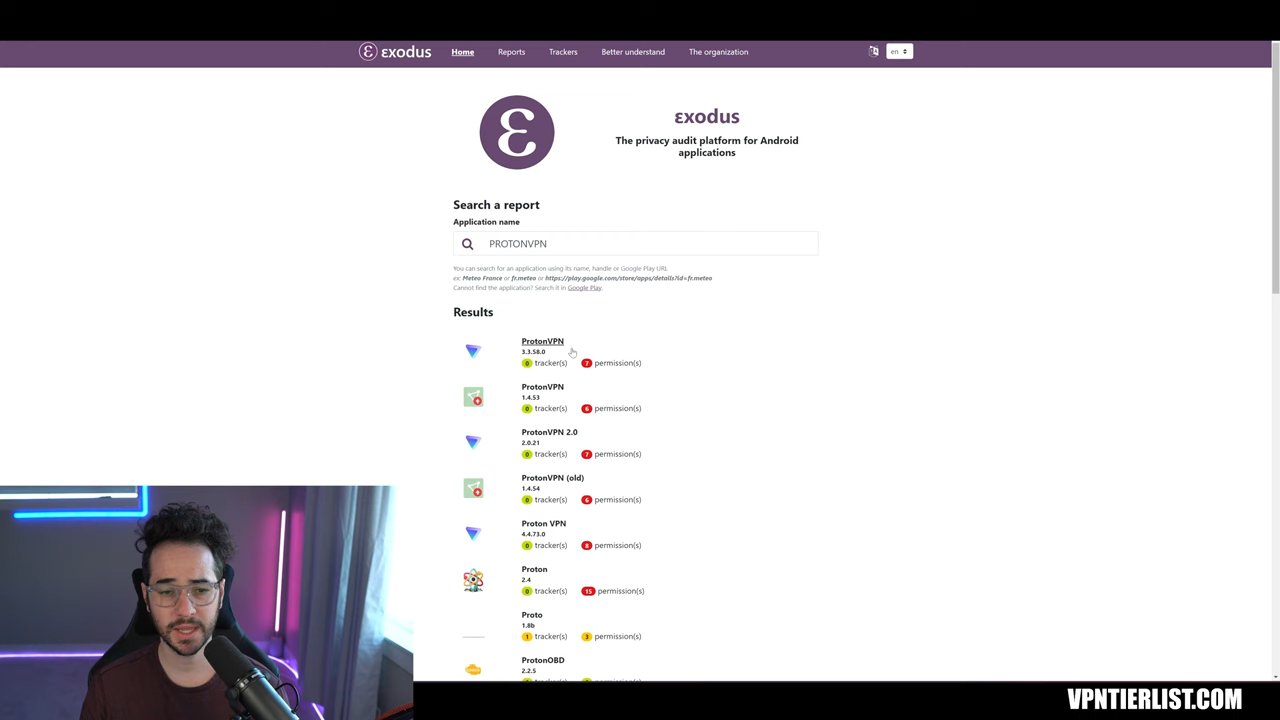 εxodus
Home
Reports
Trackers
Better understand
The organization
en
ε
εxodus
The privacy audit platform for Android
applications
Search a report
Application name
PROTONVPN
You can search for an application using its name, handle or Google Play URL
ex: Meteo France or fr.meteo or https://play.google.com/store/apps/details?id=fr.meteo
Cannot find the application? Search it in Google Play.
Results
ProtonVPN
3.3.58.0
0 tracker(s) 7 permission(s)
ProtonVPN
1.4.53
0 tracker(s) 6 permission(s)
ProtonVPN 2.0
2.0.21
0 tracker(s) 7 permission(s)
ProtonVPN (old)
1.4.54
0 tracker(s) 6 permission(s)
Proton VPN
4.4.73.0
0 tracker(s) 8 permission(s)
Proton
2.4
0 tracker(s) 15 permission(s)
Proto
1.8b
1 tracker(s) 3 permission(s)
ProtonOBD
2.2.5
VPNTIERLIST.COM